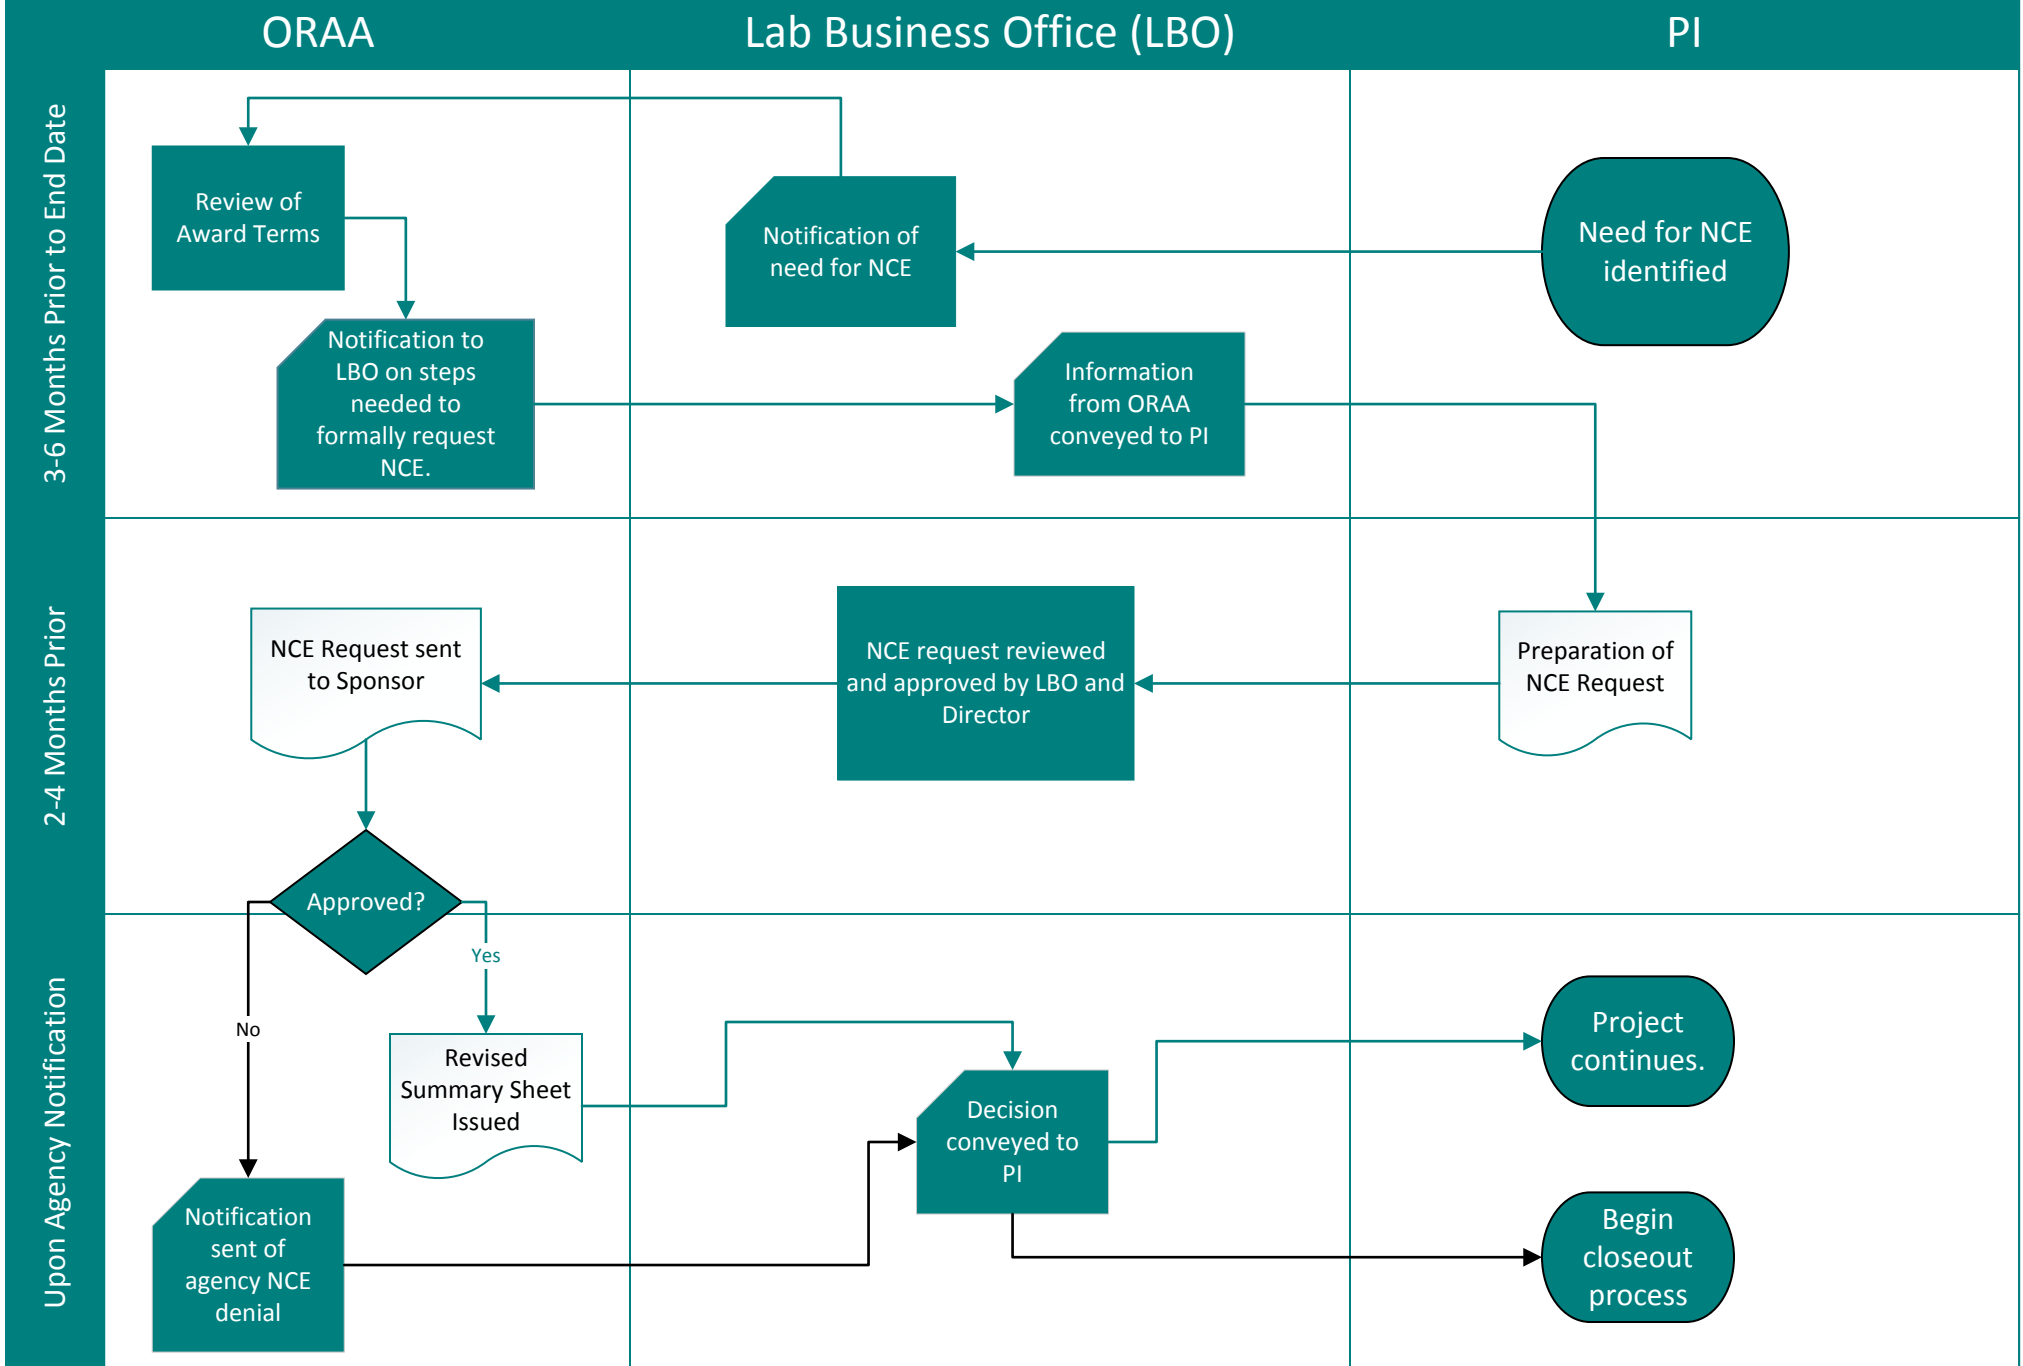 ORAA
Lab Business Office (LBO)
PI
3-6 Months Prior to End Date
Review of
Award Terms
Notification of
need for NCE
Need for NCE
identified
Notification to
LBO on steps
needed to
formally request
NCE.
Information
from ORAA
conveyed to PI
2-4 Months Prior
NCE Request sent
to Sponsor
NCE request reviewed
and approved by LBO and
Director
Preparation of
NCE Request
Approved?
Upon Agency Notification
Yes
No
Revised
Summary Sheet
Issued
Decision
conveyed to
PI
Project
continues.
Notification
sent of
agency NCE
denial
Begin
closeout
process